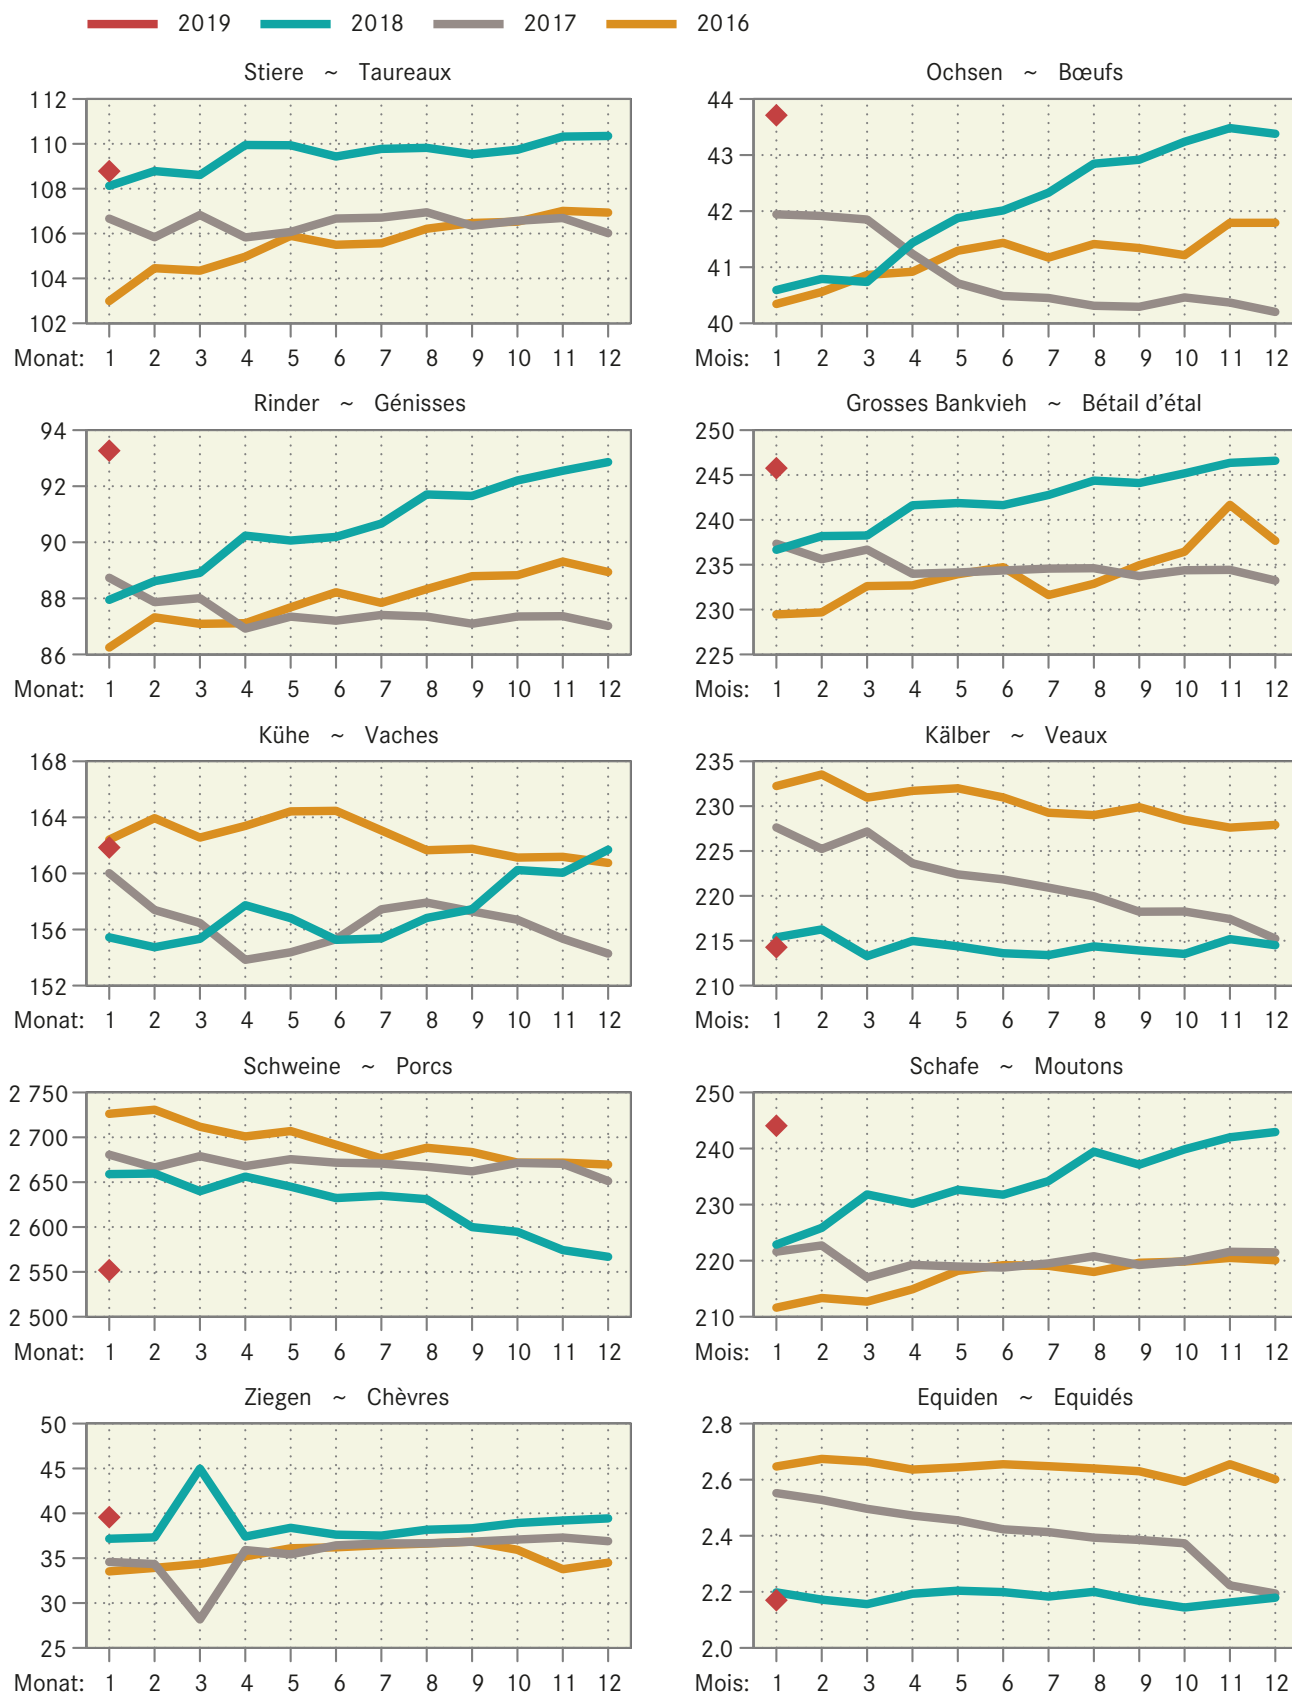 2019 2018 2017 2016
Stiere ~ Taureaux
112
110
108
106
104
102
Monat: 1 2 3 4 5 6 7 8 9 10 11 12
Ochsen ~ Bœufs
44
43
42
41
40
Mois: 1 2 3 4 5 6 7 8 9 10 11 12
Rinder ~ Génisses
94
92
90
88
86
Monat: 1 2 3 4 5 6 7 8 9 10 11 12
Grosses Bankvieh ~ Bétail d'étal
250
245
240
235
230
225
Mois: 1 2 3 4 5 6 7 8 9 10 11 12
Kühe ~ Vaches
168
164
160
156
152
Monat: 1 2 3 4 5 6 7 8 9 10 11 12
Kälber ~ Veaux
235
230
225
220
215
210
Mois: 1 2 3 4 5 6 7 8 9 10 11 12
Schweine ~ Porcs
2 750
2 700
2 650
2 600
2 550
2 500
Monat: 1 2 3 4 5 6 7 8 9 10 11 12
Schafe ~ Moutons
250
240
230
220
210
Mois: 1 2 3 4 5 6 7 8 9 10 11 12
Ziegen ~ Chèvres
50
45
40
35
30
25
Monat: 1 2 3 4 5 6 7 8 9 10 11 12
Equiden ~ Equidés
2.8
2.6
2.4
2.2
2.0
Mois: 1 2 3 4 5 6 7 8 9 10 11 12